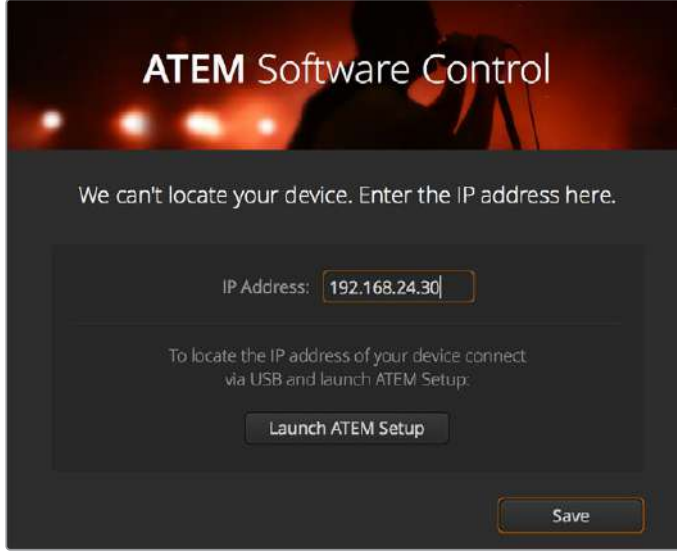 ATEM Software Control
We can't locate your device. Enter the IP address here.
IP Address: 192.168.24.30
To locate the IP address of your device connect
via USB and launch ATEM Setup:
Launch ATEM Setup
Save